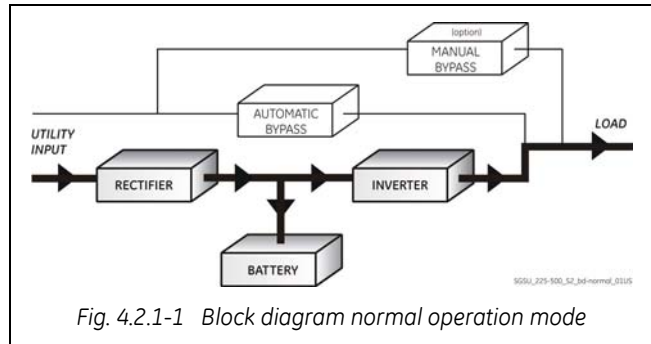 (option)
MANUAL
BYPASS
AUTOMATIC
BYPASS
UTILITY
INPUT
LOAD
RECTIFIER
INVERTER
BATTERY
SGSU_225-500_S2_bd-normal_01US
Fig. 4.2.1-1 Block diagram normal operation mode